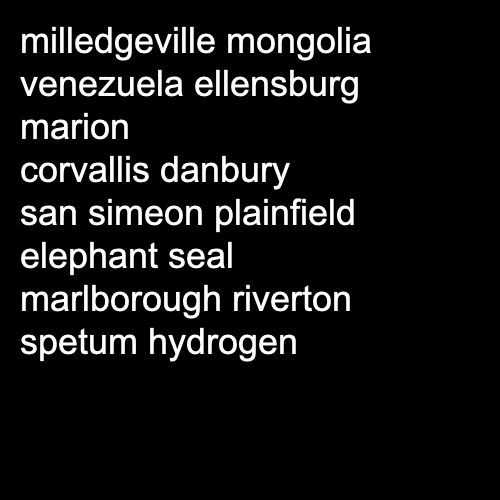 milledgeville mongolia
venezuela ellensburg
marion
corvallis danbury
san simeon plainfield
elephant seal
marlborough riverton
spetum hydrogen